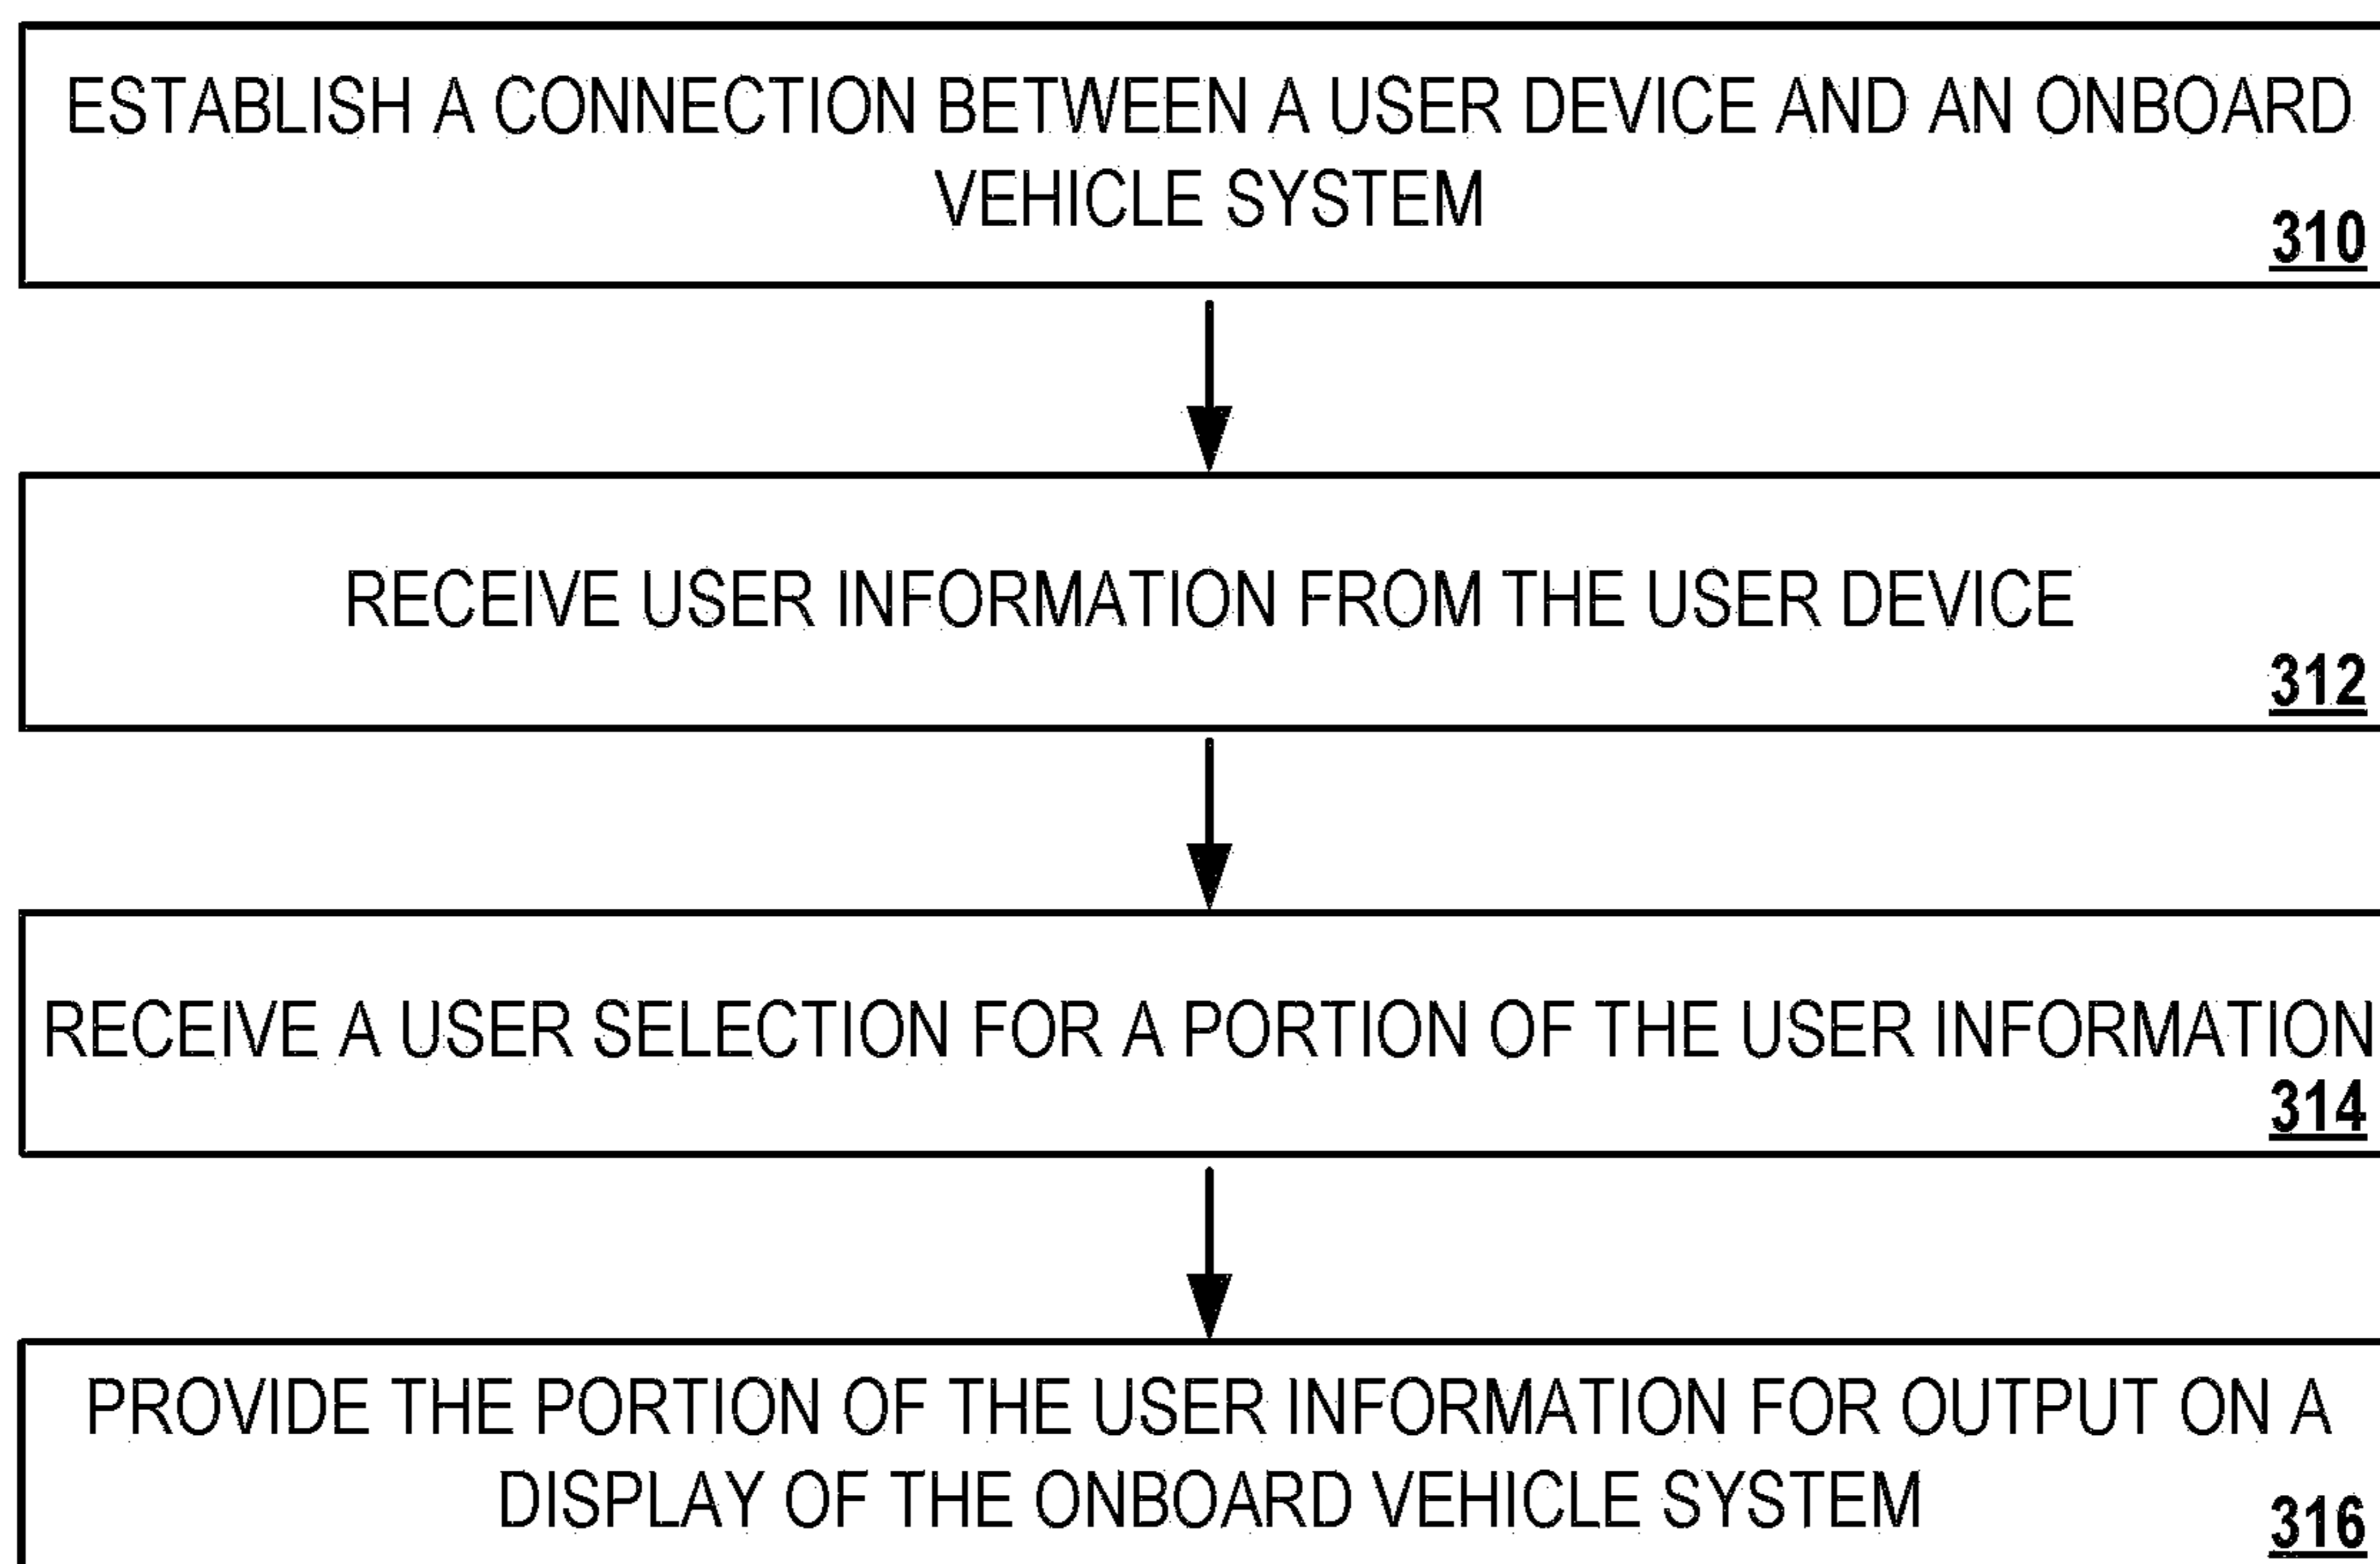 ESTABLISH A CONNECTION BETWEEN A USER DEVICE AND AN ONBOARD
VEHICLE SYSTEM
310
RECEIVE USER INFORMATION FROM THE USER DEVICE
312
RECEIVE A USER SELECTION FOR A PORTION OF THE USER INFORMATION
314
PROVIDE THE PORTION OF THE USER INFORMATION FOR OUTPUT ON A
DISPLAY OF THE ONBOARD VEHICLE SYSTEM
316